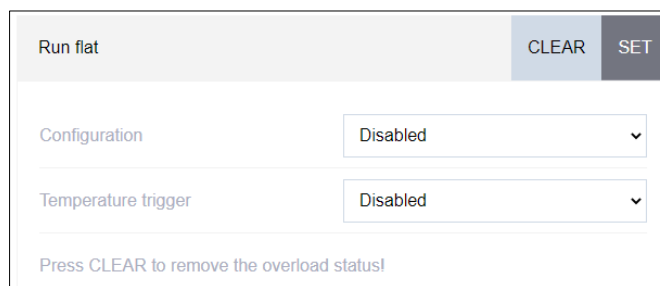 Run flat CLEAR SET
Configuration Disabled
Temperature trigger Disabled
Press CLEAR to remove the overload status!